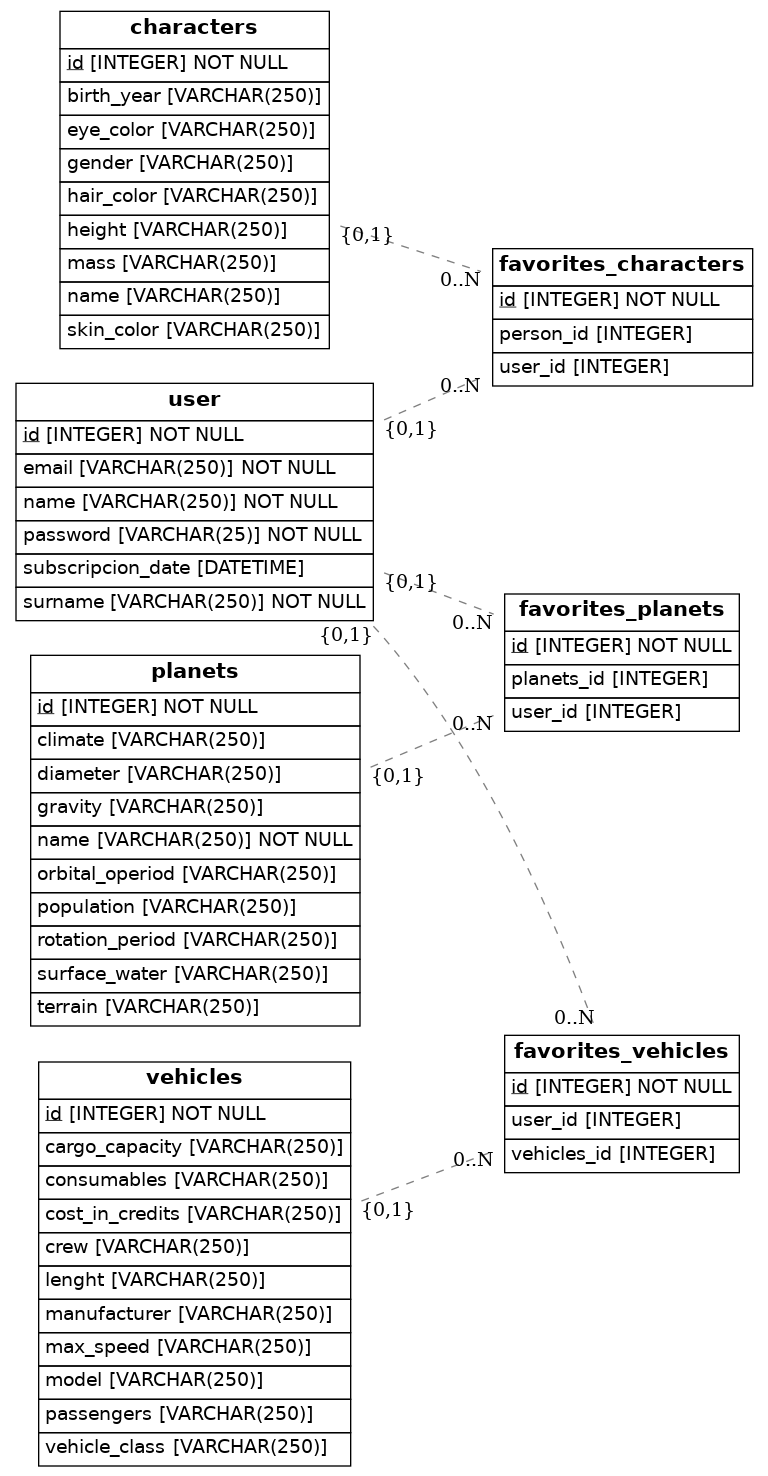 characters
id [INTEGER] NOT NULL
birth_year [VARCHAR(250)]
eye_color [VARCHAR(250)]
gender [VARCHAR(250)]
hair_color [VARCHAR(250)]
height [VARCHAR(250)]
mass [VARCHAR(250)]
name [VARCHAR(250)]
skin_color [VARCHAR(250)]
{0,1}
0..N
favorites_characters
id [INTEGER] NOT NULL
person_id [INTEGER]
user_id [INTEGER]
0..N
{0,1}
user
id [INTEGER] NOT NULL
email [VARCHAR(250)] NOT NULL
name [VARCHAR(250)] NOT NULL
password [VARCHAR(25)] NOT NULL
subscripcion_date [DATETIME]
surname [VARCHAR(250)] NOT NULL
{0,1}
0..N
{0,1}
favorites_planets
id [INTEGER] NOT NULL
planets_id [INTEGER]
user_id [INTEGER]
0..N
{0,1}
planets
id [INTEGER] NOT NULL
climate [VARCHAR(250)]
diameter [VARCHAR(250)]
gravity [VARCHAR(250)]
name [VARCHAR(250)] NOT NULL
orbital_operiod [VARCHAR(250)]
population [VARCHAR(250)]
rotation_period [VARCHAR(250)]
surface_water [VARCHAR(250)]
terrain [VARCHAR(250)]
0..N
favorites_vehicles
id [INTEGER] NOT NULL
user_id [INTEGER]
vehicles_id [INTEGER]
0..N
{0,1}
vehicles
id [INTEGER] NOT NULL
cargo_capacity [VARCHAR(250)]
consumables [VARCHAR(250)]
cost_in_credits [VARCHAR(250)]
crew [VARCHAR(250)]
lenght [VARCHAR(250)]
manufacturer [VARCHAR(250)]
max_speed [VARCHAR(250)]
model [VARCHAR(250)]
passengers [VARCHAR(250)]
vehicle_class [VARCHAR(250)]